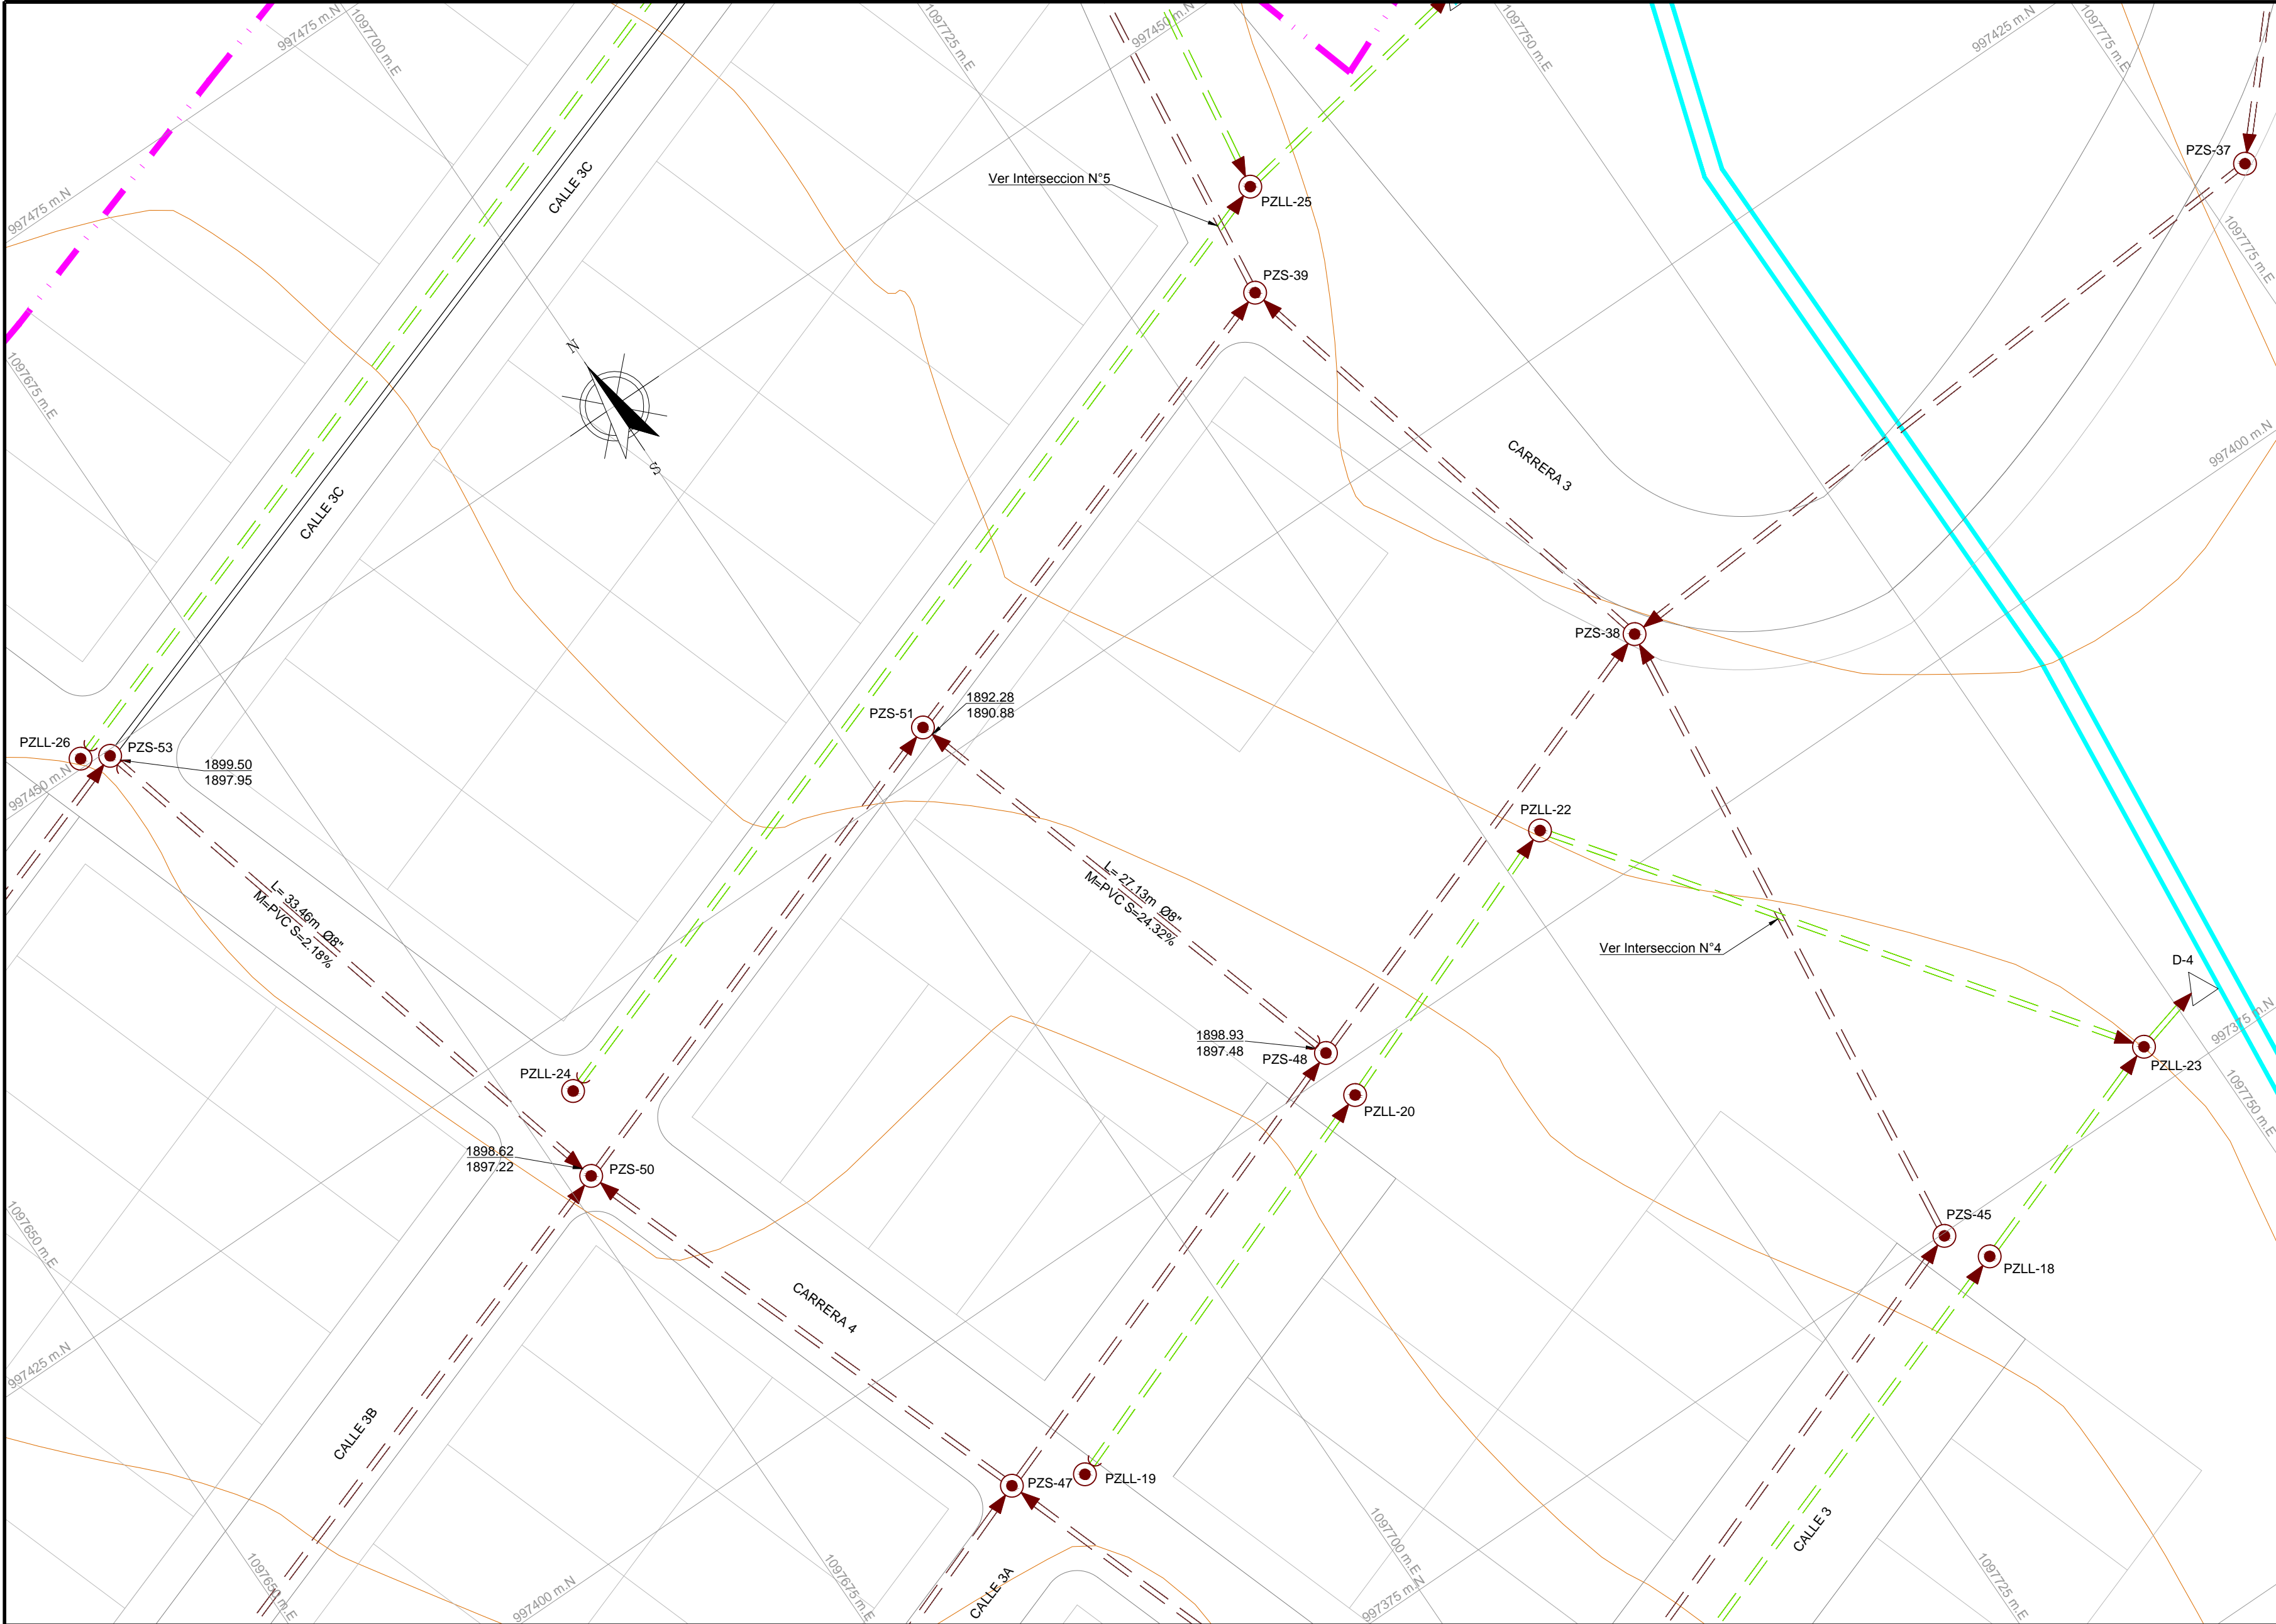 997475 m.N
1097700 m.E
1097725 m.E
997450 m.N
1097750 m.E
997425 m.N
1097775 m.E
PZS-37
Ver Interseccion N°5
CALLE 3C
997475 m.N
PZLL-25
1097775 m.E
PZS-39
N
S
1097675 m.E
CALLE 3C
CARRERA 3
997400 m.N
PZS-38
1892.28
1890.88
PZS-51
PZLL-26
PZS-53
1899.50
1897.95
997450 m.N
PZLL-22
L= 33.46m Ø8"
M=PVC S=2.18%
L= 27.13m Ø8"
M=PVC S=24.32%
Ver Interseccion N°4
D-4
997375 m.N
1898.93
1897.48
PZS-48
PZLL-23
PZLL-24
PZLL-20
1097750 m.E
1898.62
1897.22
PZS-50
PZS-45
PZLL-18
1097650 m.E
CARRERA 4
997425 m.N
CALLE 3B
PZS-47
PZLL-19
CALLE 3
1097650 m.E
997400 m.N
1097675 m.E
CALLE 3A
1097700 m.E
997375 m.N
1097725 m.E